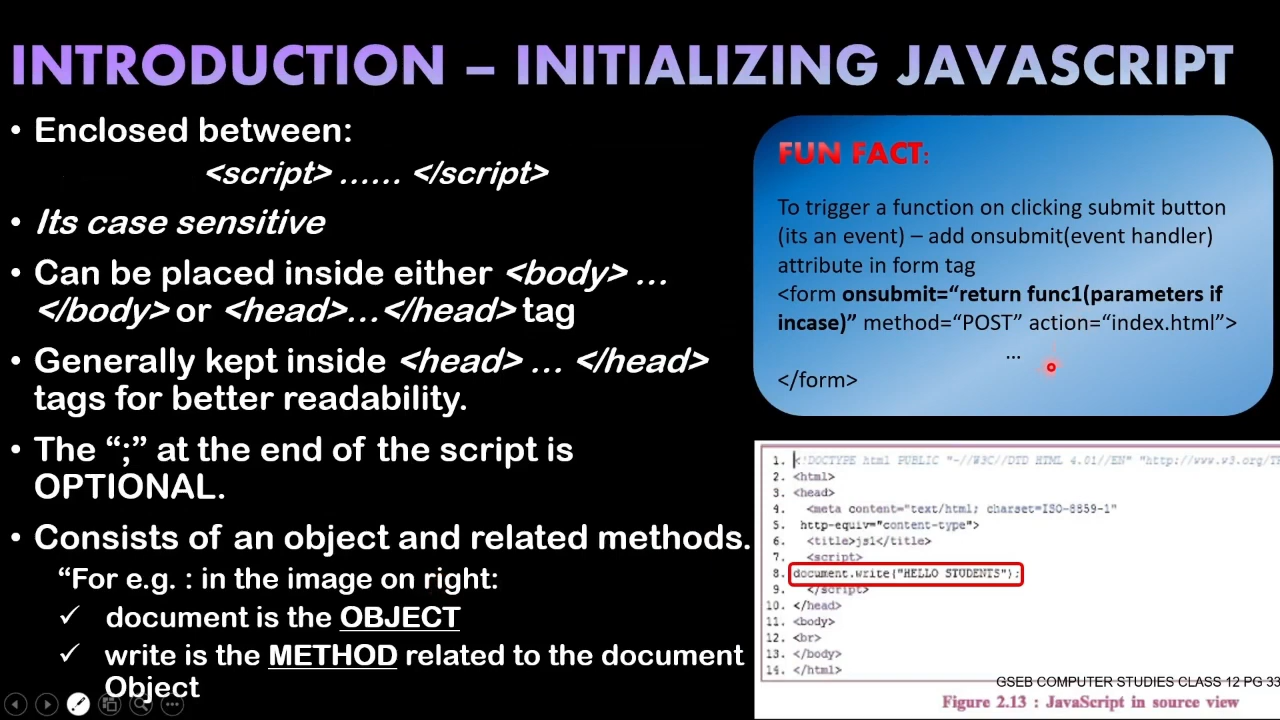 INTRODUCTION – INITIALIZING JAVASCRIPT
• Enclosed between:
<script> …… </script>
• Its case sensitive
• Can be placed inside either <body> …
</body> or <head>…</head> tag
• Generally kept inside <head> … </head>
tags for better readability.
• The “;” at the end of the script is
OPTIONAL.
• Consists of an object and related methods.
“For e.g. : in the image on right:
✓ document is the OBJECT
✓ write is the METHOD related to the document
Object
FUN FACT:
To trigger a function on clicking submit button
(its an event) – add onsubmit(event handler)
attribute in form tag
<form onsubmit=“return func1(parameters if
incase)” method=“POST” action=“index.html”>
…
</form>
1. <!DOCTYPE html PUBLIC "-//W3C//DTD HTML 4.01//EN" "http://www.w3.org/TR
2. <html>
3. <head>
4. <meta content="text/html; charset=ISO-8859-1"
5. http-equiv="content-type">
6. <title>js1</title>
7. <script>
8. document.write("HELLO STUDENTS");
9. </script>
10. </head>
11. <body>
12. <br>
13. </body>
14. </html>
GSEB COMPUTER STUDIES CLASS 12 PG 33
Figure 2.13 : JavaScript in source view